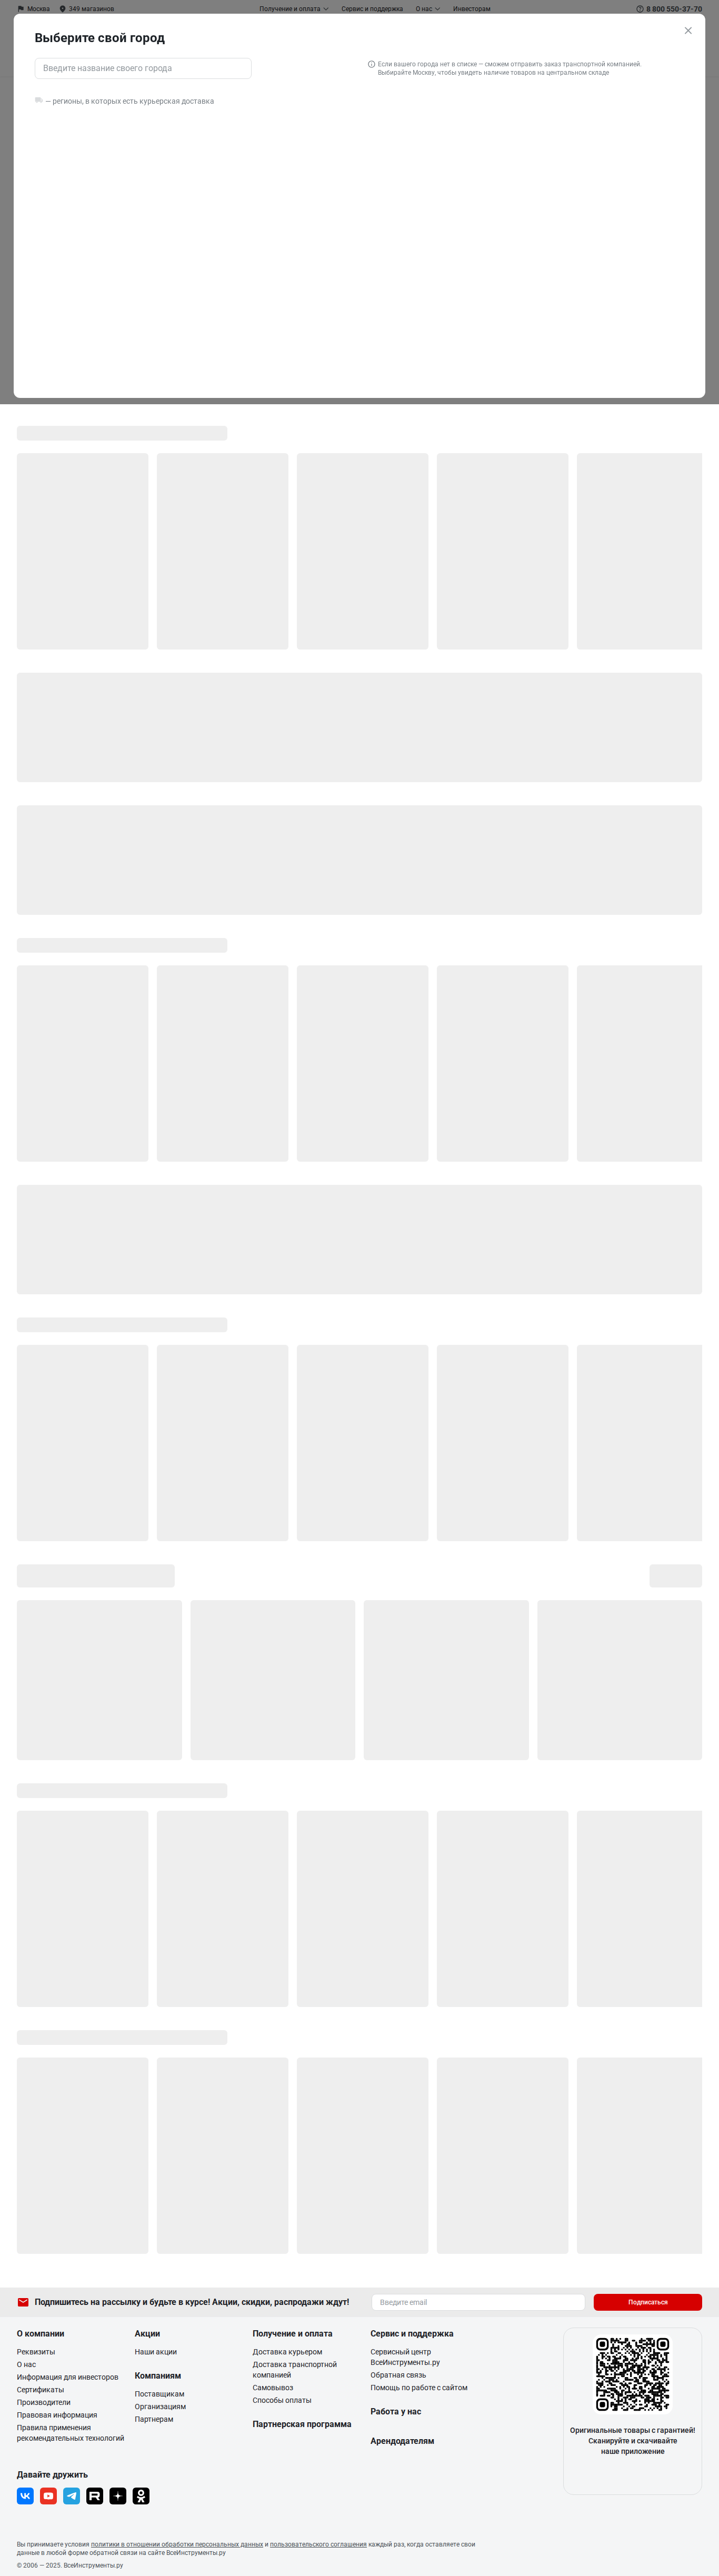 Москва
349 магазинов
Получение и оплата
Сервис и поддержка
О нас
Инвесторам
8 800 550-37-70
Выберите свой город
Введите название своего города
Если вашего города нет в списке — сможем отправить заказ транспортной компанией.
Выбирайте Москву, чтобы увидеть наличие товаров на центральном складе
— регионы, в которых есть курьерская доставка
Подпишитесь на рассылку и будьте в курсе! Акции, скидки, распродажи ждут!
Введите email
Подписаться
О компании
Реквизиты
О нас
Информация для инвесторов
Сертификаты
Производители
Правовая информация
Правила применения
рекомендательных технологий
Акции
Наши акции
Компаниям
Поставщикам
Организациям
Партнерам
Получение и оплата
Доставка курьером
Доставка транспортной
компанией
Самовывоз
Способы оплаты
Партнерская программа
Сервис и поддержка
Сервисный центр
ВсеИнструменты.ру
Обратная связь
Помощь по работе с сайтом
Работа у нас
Арендодателям
Оригинальные товары с гарантией!
Сканируйте и скачивайте
наше приложение
Давайте дружить
Вы принимаете условия политики в отношении обработки персональных данных и пользовательского соглашения каждый раз, когда оставляете свои
данные в любой форме обратной связи на сайте ВсеИнструменты.ру
© 2006 — 2025. ВсеИнструменты.ру